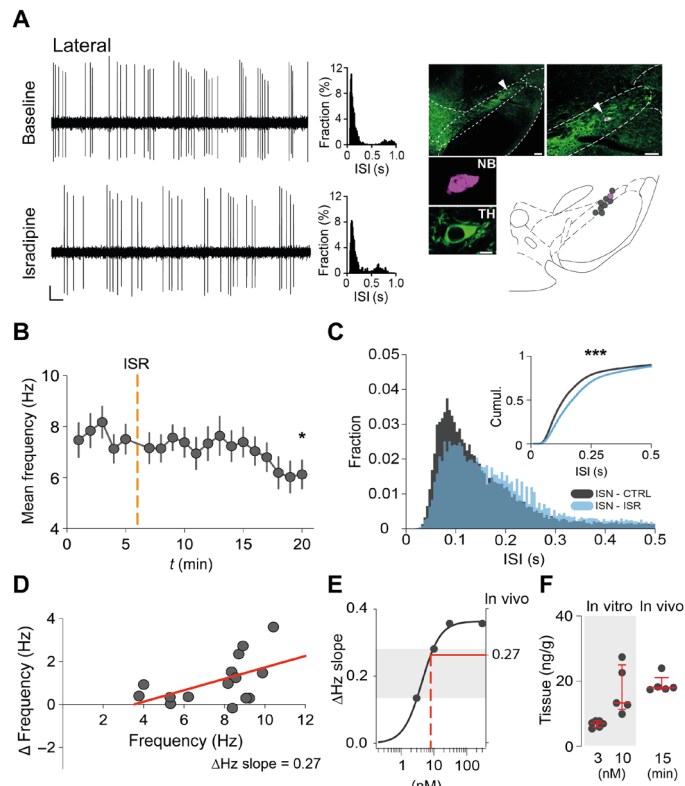 A
Lateral
Baseline
Fraction (%)
12
8
4
0
0
0.5
1.0
ISI (s)
Isradipine
Fraction (%)
12
8
4
0
0
0.5
1.0
ISI (s)
NB
TH
B
ISR
Mean frequency (Hz)
10
8
6
4
*
0
5
10
15
20
t (min)
C
Fraction
0.05
0.04
0.03
0.02
0.01
0
0
0.1
0.2
0.3
0.4
0.5
ISI (s)
***
Cumul.
1
0.5
0
0
0.25
0.5
ISI (s)
ISN - CTRL
ISN - ISR
D
Δ Frequency (Hz)
4
2
−2
2
4
6
8
10
12
Frequency (Hz)
ΔHz slope = 0.27
E
In vivo
ΔHz slope
0.4
0.2
0.0
0.27
1
10
100
(nM)
F
In vitro
In vivo
Tissue (ng/g)
40
20
0
3
10
15
(nM)
(min)